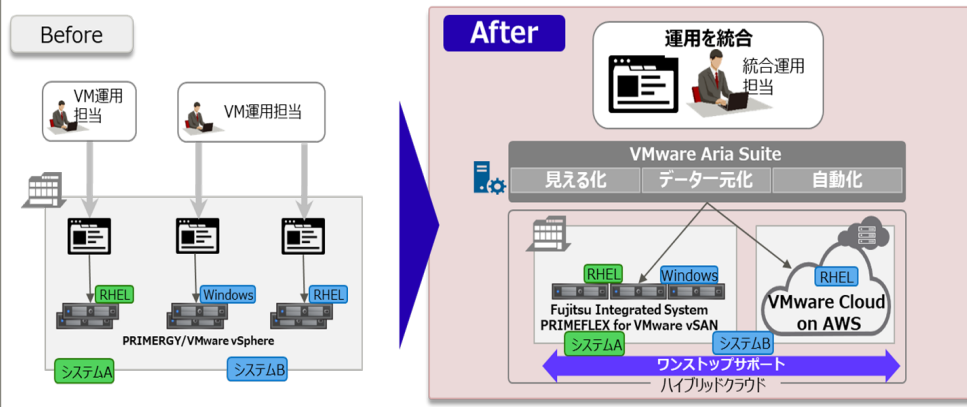 Before
VM運用
担当
VM運用担当
RHEL
Windows
RHEL
PRIMERGY/VMware vSphere
システムA
システムB
After
運用を統合
統合運用
担当
VMware Aria Suite
見える化
データ一元化
自動化
RHEL
Windows
Fujitsu Integrated System
PRIMEFLEX for VMware vSAN
RHEL
VMware Cloud
on AWS
システムA
システムB
ワンストップサポート
ハイブリッドクラウド